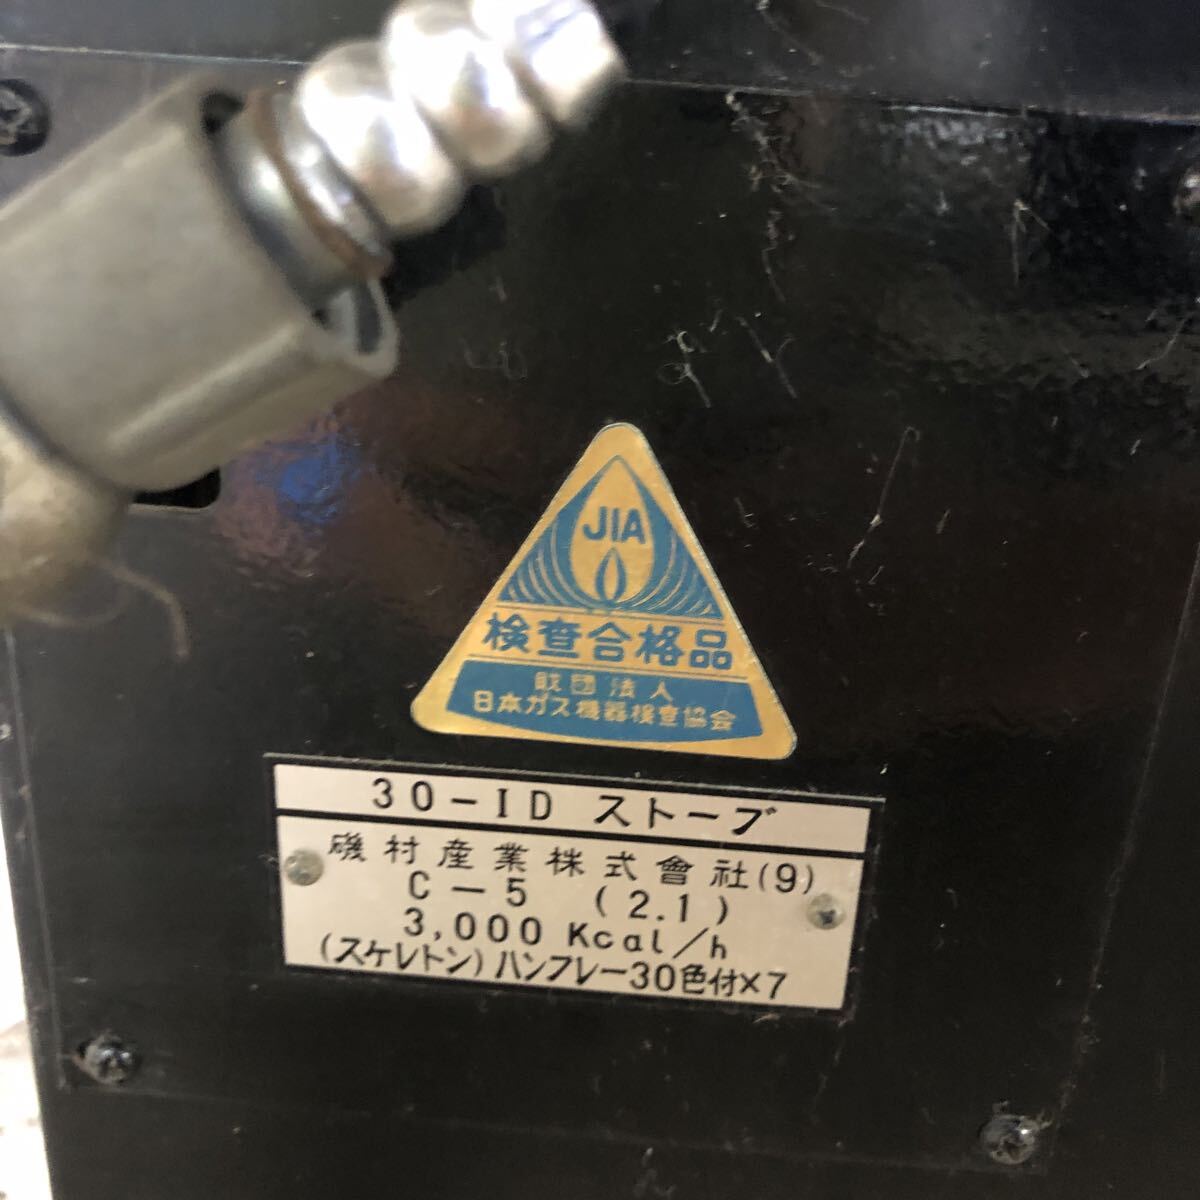 JIA
検査合格品
財団法人
日本ガス機器検査協会
30-ID ストーブ
磯村産業株式會社(9)
C-5 (2.1)
3,000 Kcal/h
(スケレトン)ハンフレー30色付×7